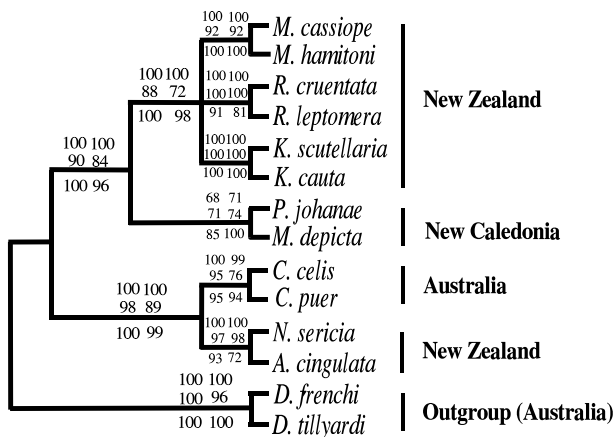 100 100
92 92
100 100
M. cassiope
M. hamitoni
100 100
88 72
100 98
100 100
100 100
91 81
R. cruentata
R. leptomera
New Zealand
100 100
100 100
100 100
K. scutellaria
K. cauta
100 100
90 84
100 96
68 71
71 74
85 100
P. johanae
M. depicta
New Caledonia
100 99
95 76
95 94
C. celis
C. puer
Australia
100 100
98 89
100 99
100 100
97 98
93 72
N. sericia
A. cingulata
New Zealand
100 100
100 96
100 100
D. frenchi
D. tillyardi
Outgroup (Australia)